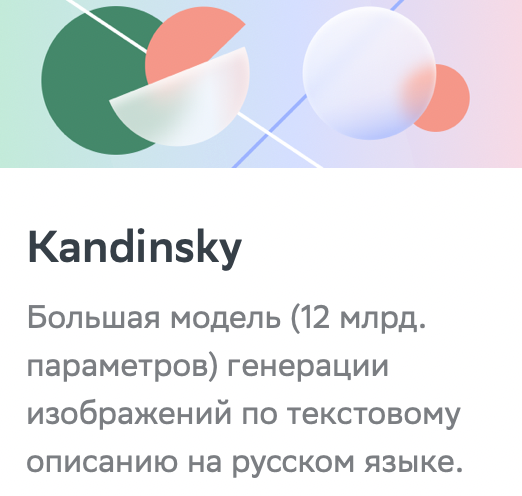 Kandinsky
Большая модель (12 млрд.
параметров) генерации
изображений по текстовому
описанию на русском языке.